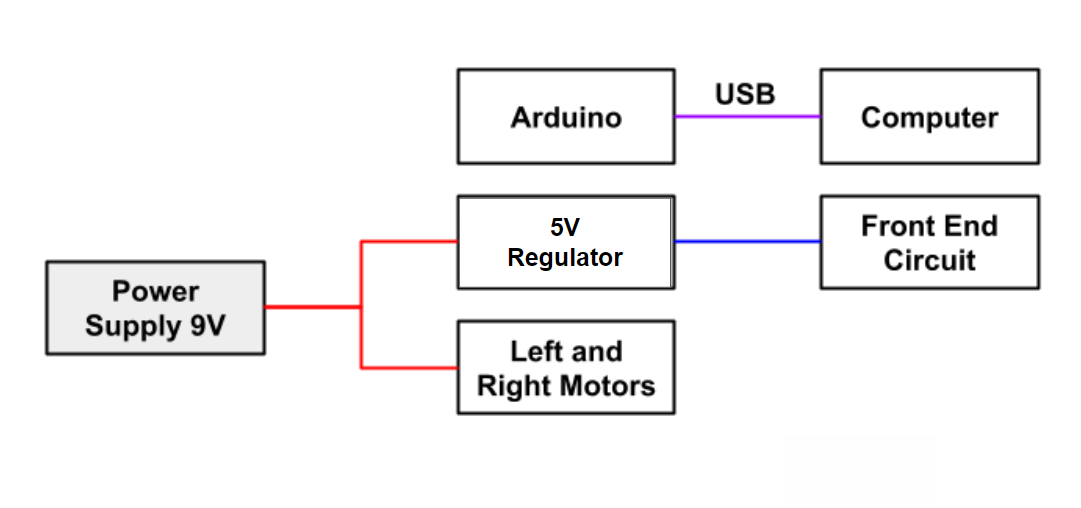 USB
Arduino
Computer
5V
Regulator
Front End
Circuit
Power
Supply 9V
Left and
Right Motors